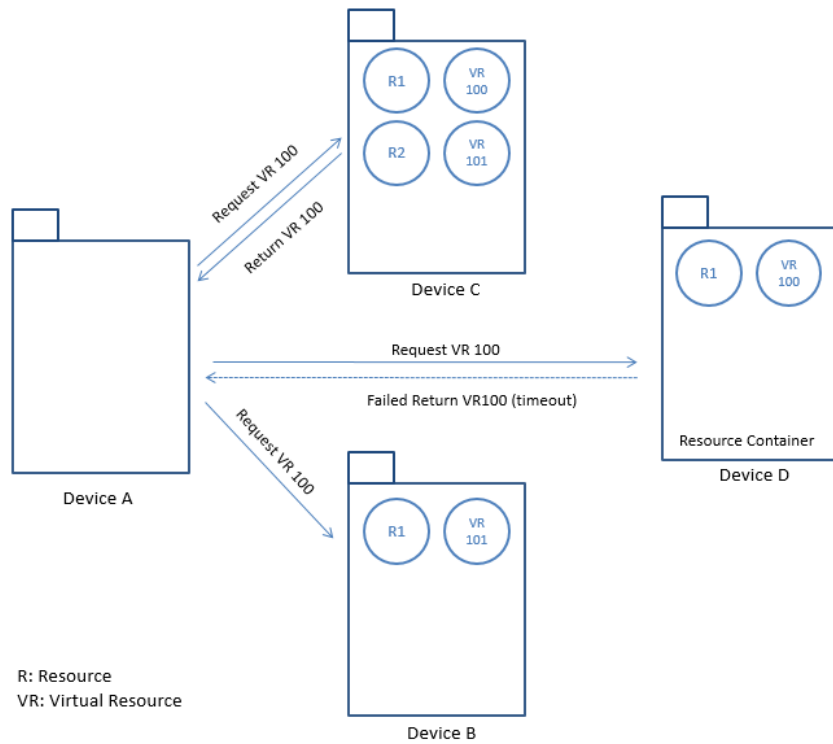 R1
VR
100
R2
VR
101
Device C
Request VR 100
Return VR 100
Device A
R1
VR
100
Resource Container
Device D
Request VR 100
Failed Return VR100 (timeout)
Request VR 100
R1
VR
101
Device B
R: Resource
VR: Virtual Resource